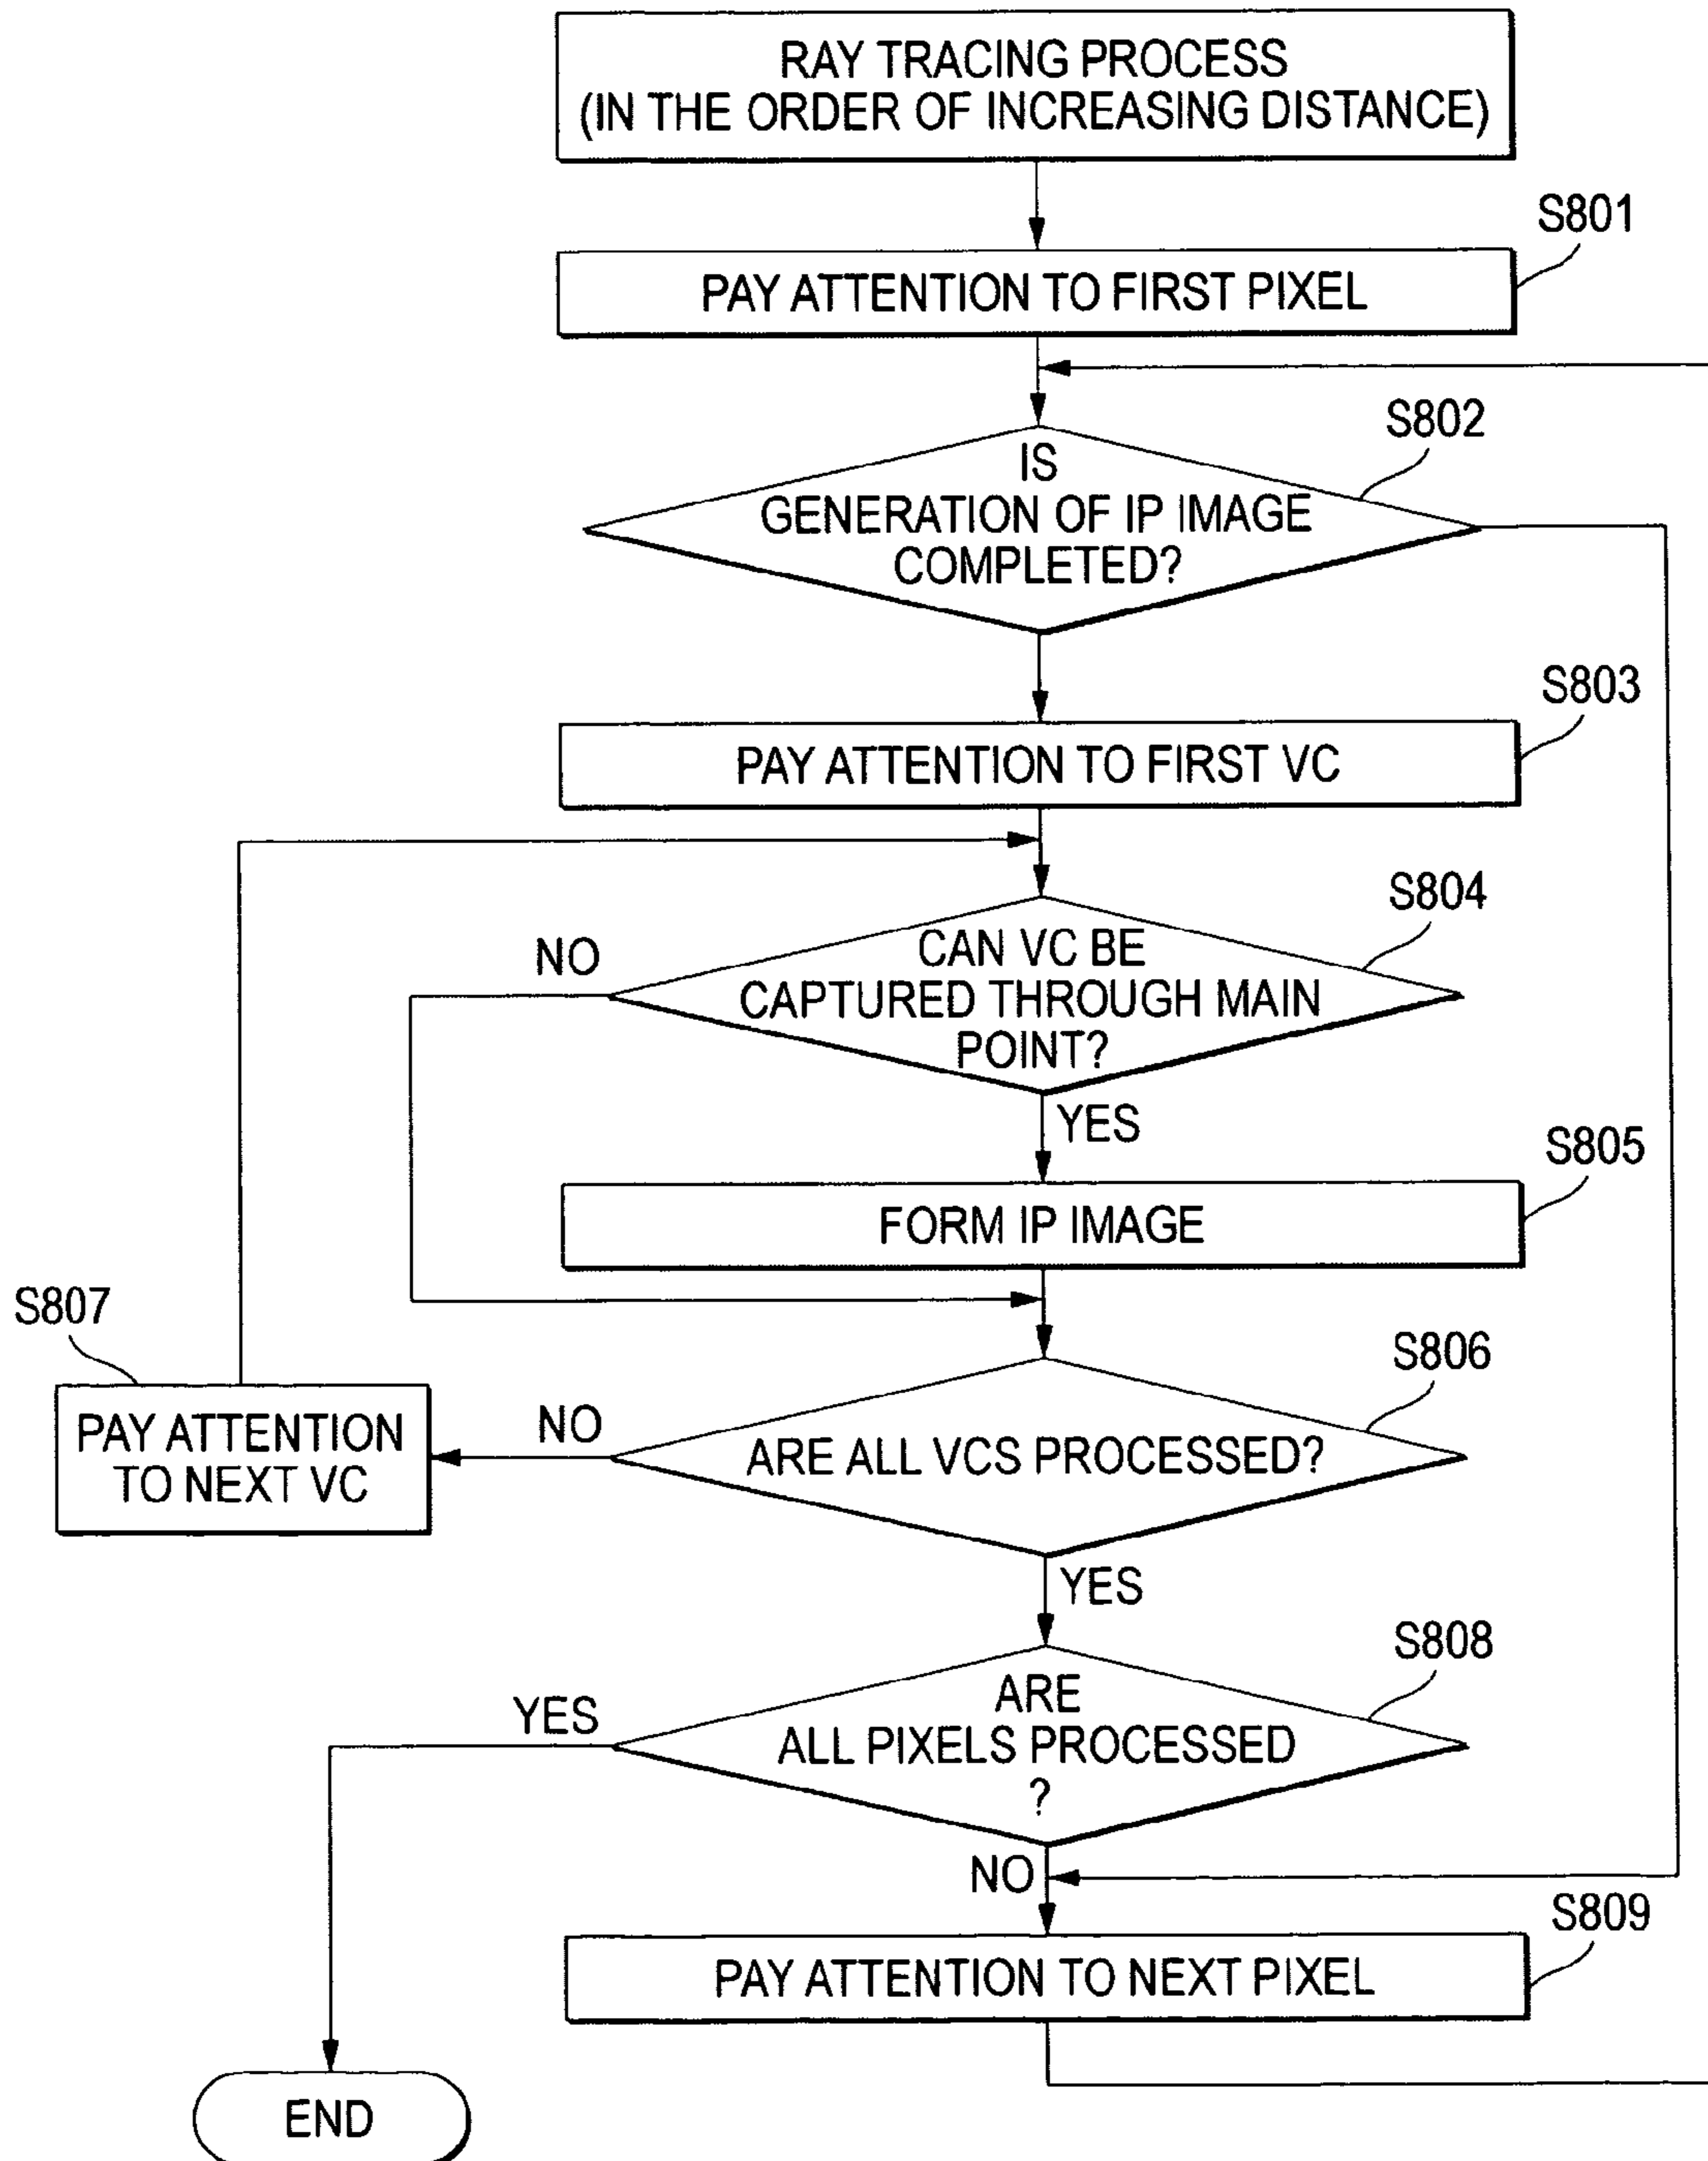 RAY TRACING PROCESS
(IN THE ORDER OF INCREASING DISTANCE)
S801
PAY ATTENTION TO FIRST PIXEL
S802
IS
GENERATION OF IP IMAGE
COMPLETED?
S803
PAY ATTENTION TO FIRST VC
S804
NO
CAN VC BE
CAPTURED THROUGH MAIN
POINT?
YES
S805
FORM IP IMAGE
S807
PAY ATTENTION
TO NEXT VC
S806
NO
ARE ALL VCS PROCESSED?
YES
S808
YES
ARE
ALL PIXELS PROCESSED
?
NO
S809
PAY ATTENTION TO NEXT PIXEL
END